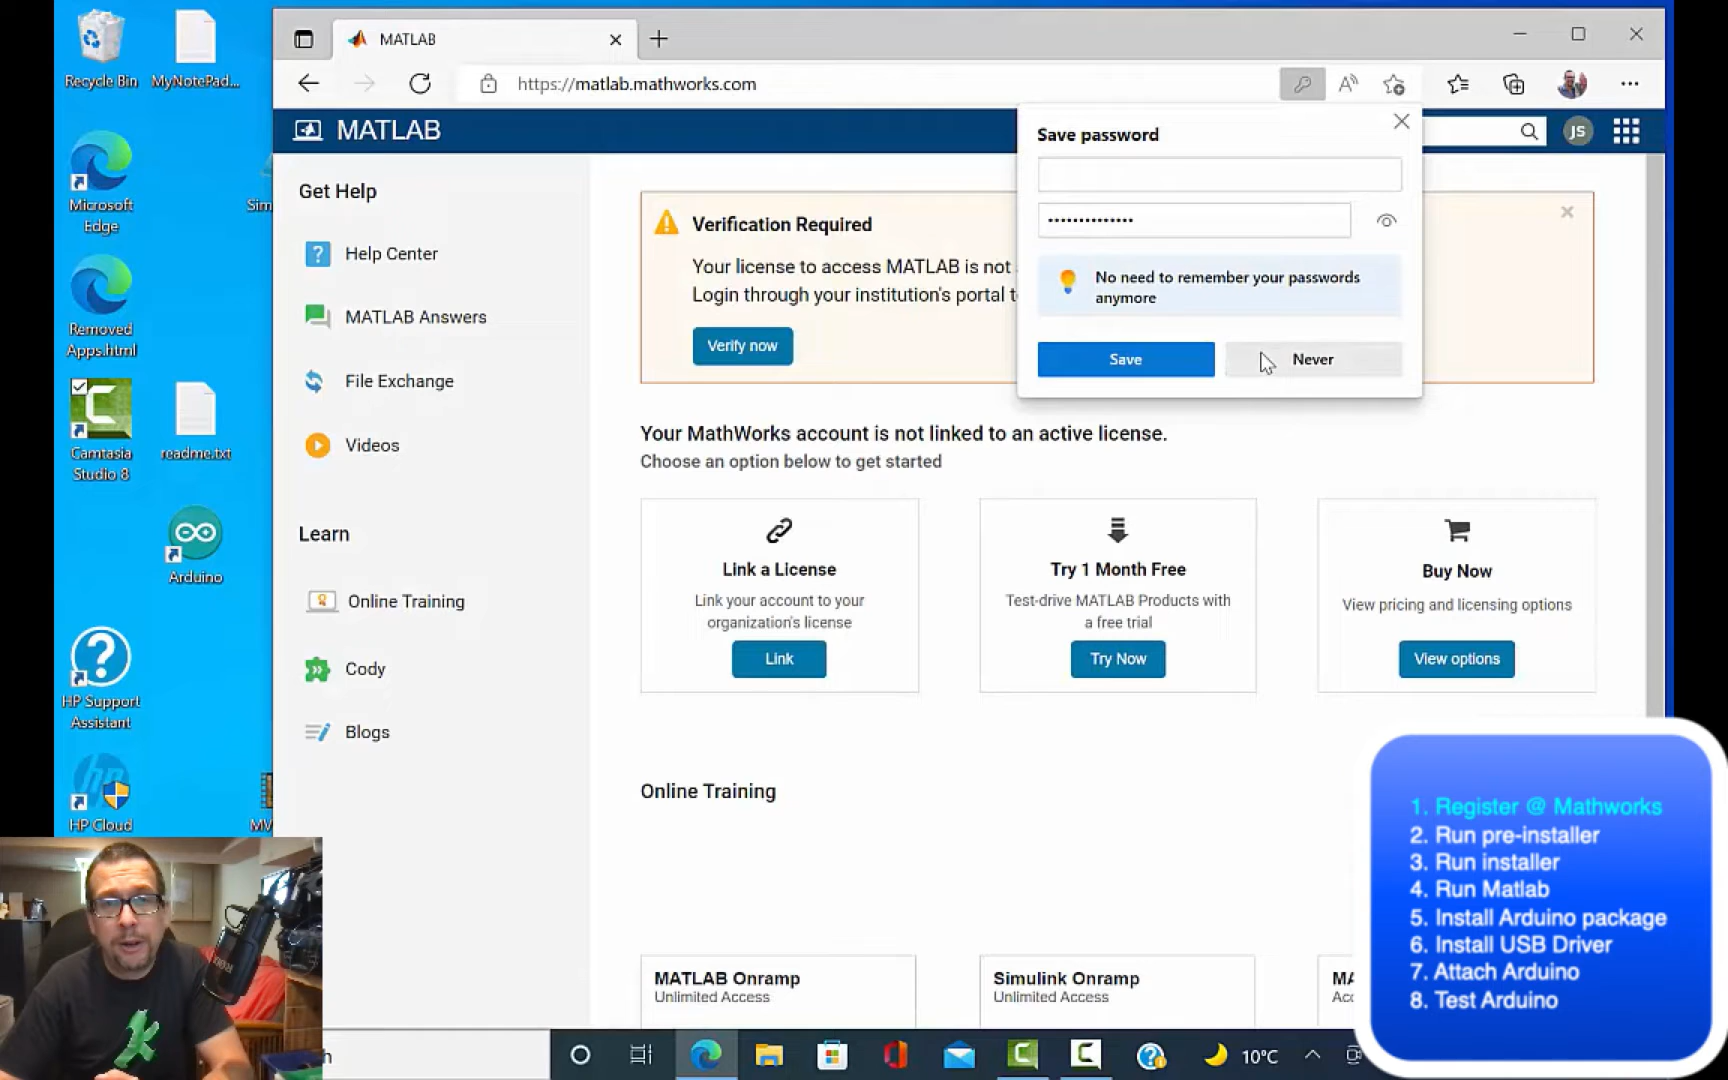 Recycle Bin
MyNotePad...
Microsoft
Edge
Removed
Apps.html
Camtasia
Studio 8
readme.txt
Arduino
HP Support
Assistant
HP Cloud
MATLAB
https://matlab.mathworks.com
MATLAB
JS
Get Help
Help Center
MATLAB Answers
File Exchange
Videos
Learn
Online Training
Cody
Blogs
Verification Required
Your license to access MATLAB is not
Login through your institution's portal
Verify now
Save password
••••••••••••••
No need to remember your passwords
anymore
Save
Never
Your MathWorks account is not linked to an active license.
Choose an option below to get started
Link a License
Link your account to your
organization's license
Link
Try 1 Month Free
Test-drive MATLAB Products with
a free trial
Try Now
Buy Now
View pricing and licensing options
View options
Online Training
MATLAB Onramp
Unlimited Access
Simulink Onramp
Unlimited Access
1. Register @ Mathworks
2. Run pre-installer
3. Run installer
4. Run Matlab
5. Install Arduino package
6. Install USB Driver
7. Attach Arduino
8. Test Arduino
10°C